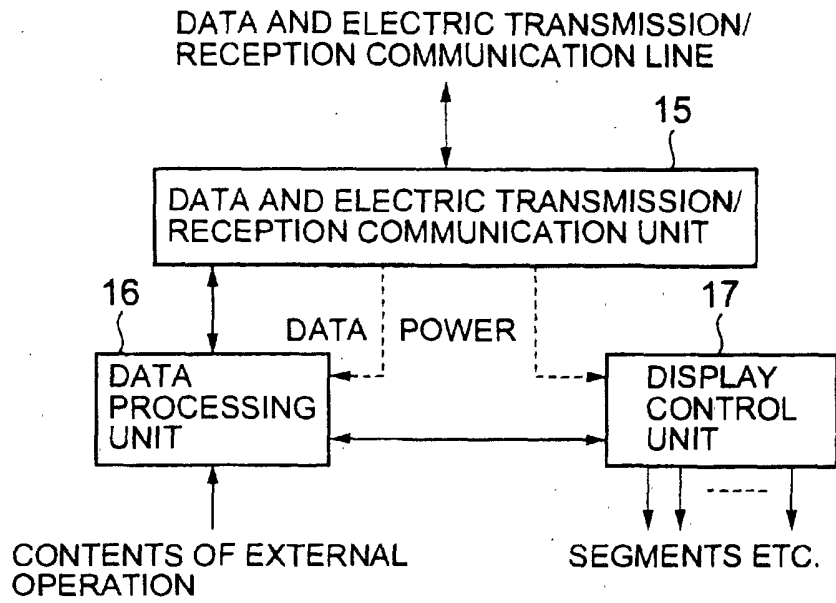 DATA AND ELECTRIC TRANSMISSION/
RECEPTION COMMUNICATION LINE
15
DATA AND ELECTRIC TRANSMISSION/
RECEPTION COMMUNICATION UNIT
16
DATA POWER
17
DATA
PROCESSING
UNIT
DISPLAY
CONTROL
UNIT
CONTENTS OF EXTERNAL
OPERATION
SEGMENTS ETC.